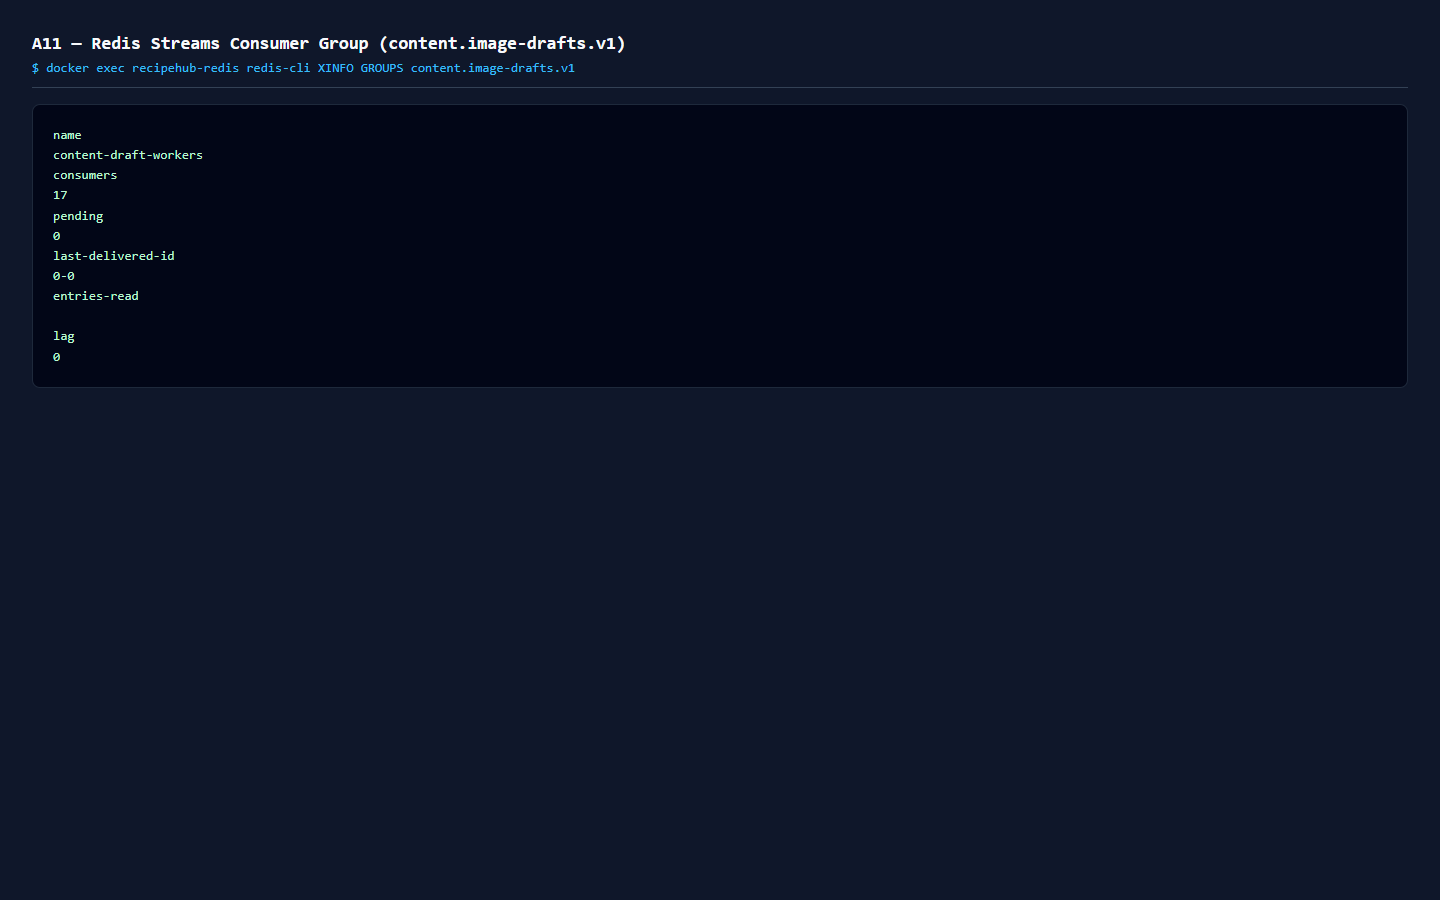 A11 — Redis Streams Consumer Group (content.image-drafts.v1)
$ docker exec recipehub-redis redis-cli XINFO GROUPS content.image-drafts.v1
name
content-draft-workers
consumers
17
pending
0
last-delivered-id
0-0
entries-read
lag
0